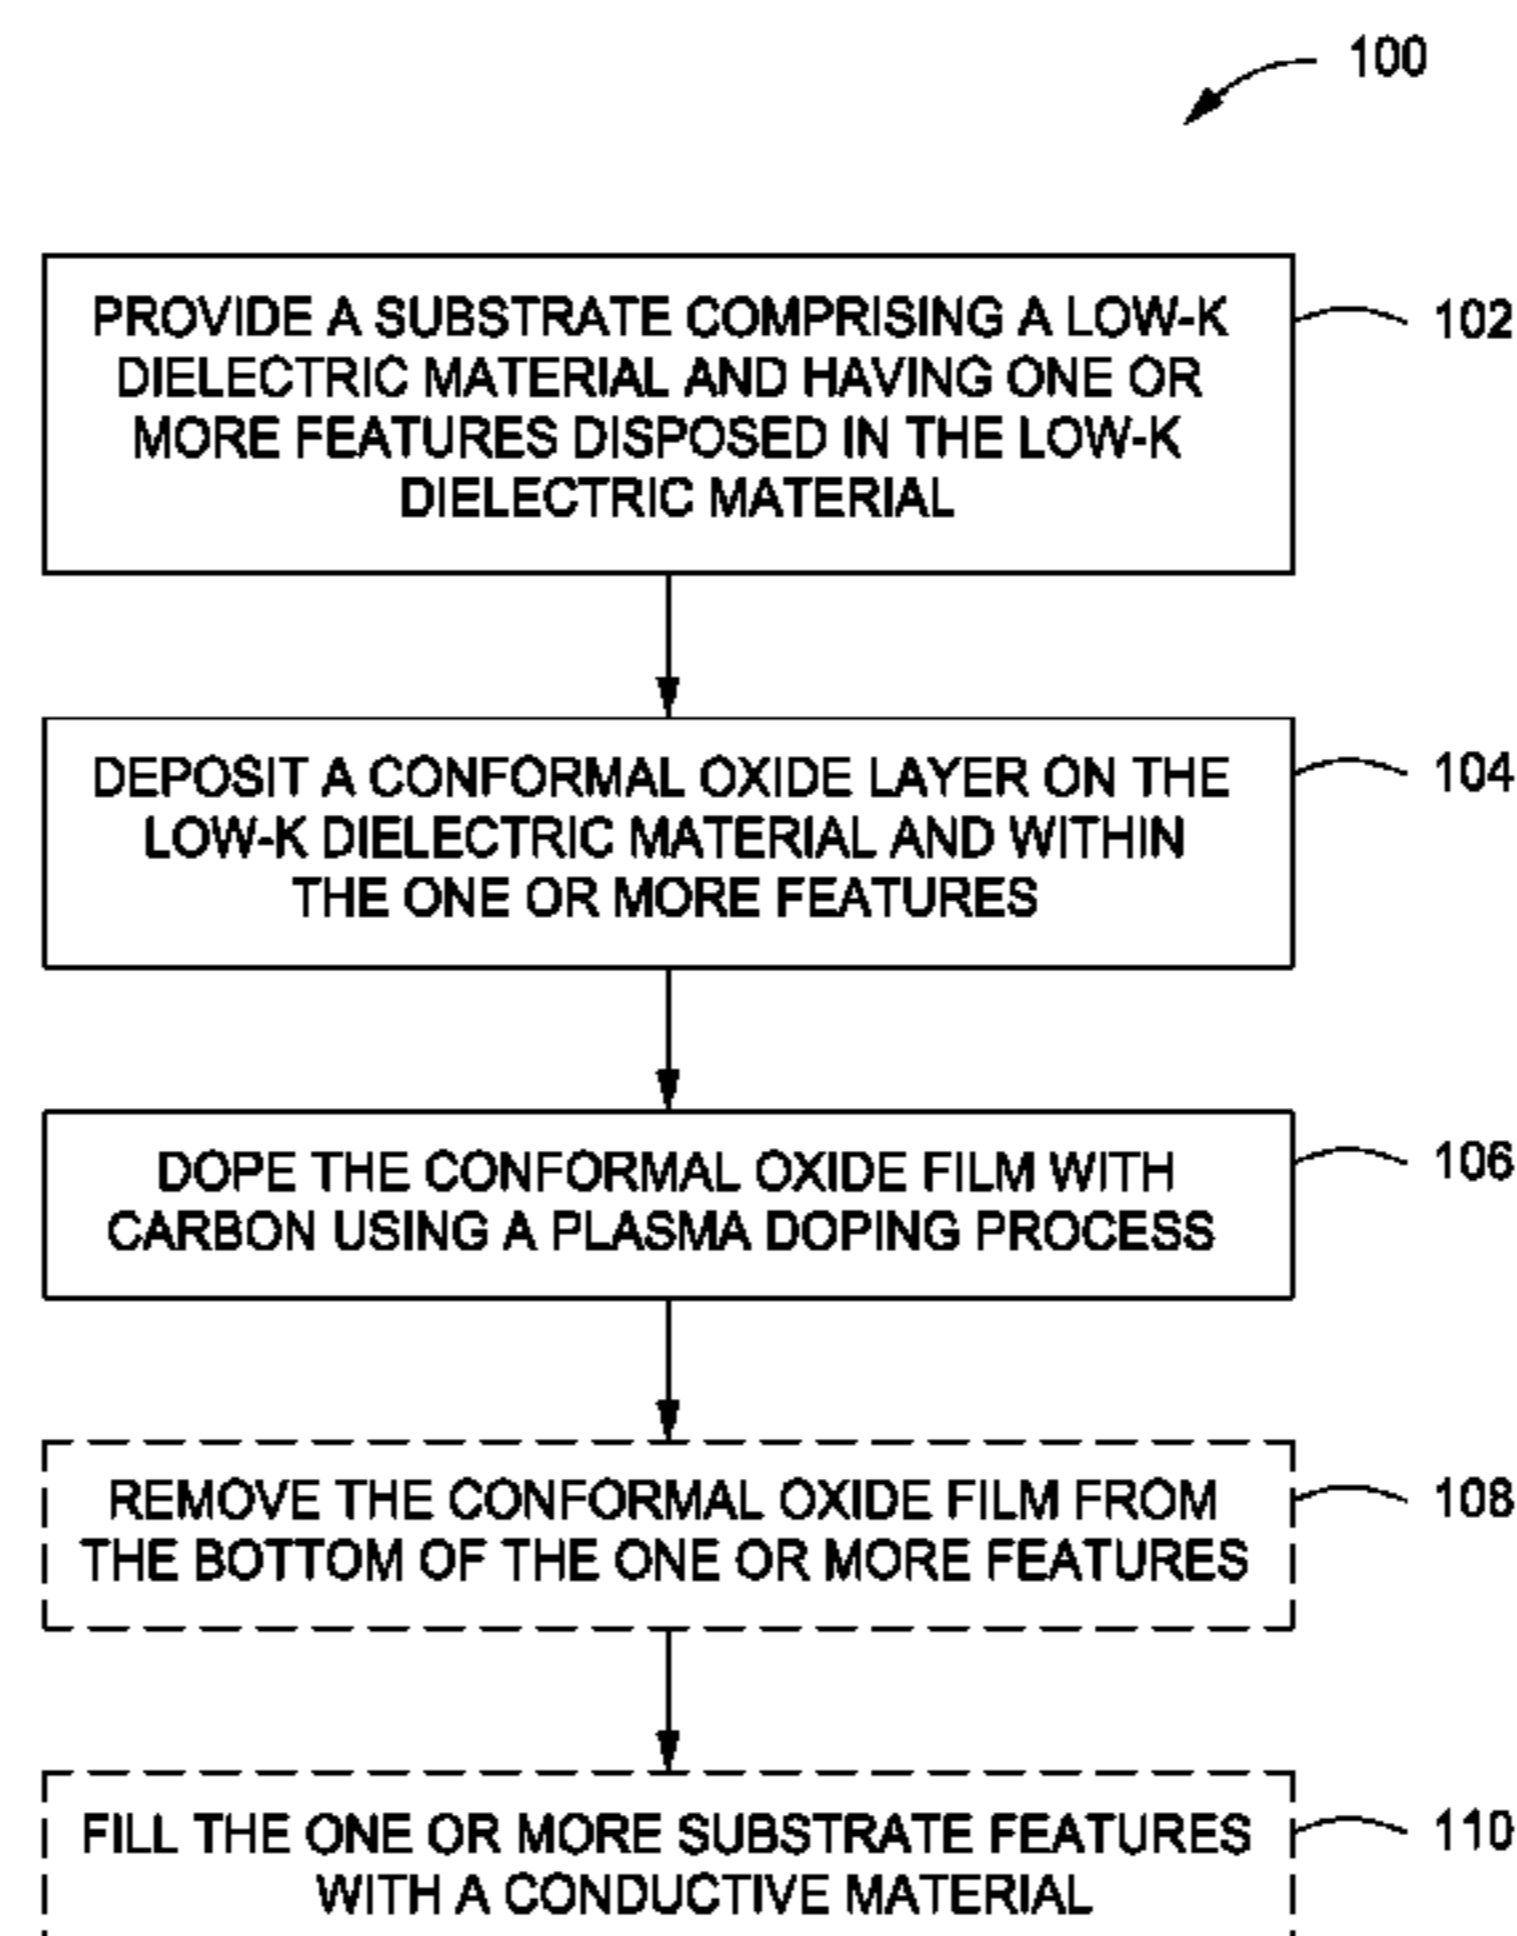 100
PROVIDE A SUBSTRATE COMPRISING A LOW-K
DIELECTRIC MATERIAL AND HAVING ONE OR
MORE FEATURES DISPOSED IN THE LOW-K
DIELECTRIC MATERIAL
102
DEPOSIT A CONFORMAL OXIDE LAYER ON THE
LOW-K DIELECTRIC MATERIAL AND WITHIN
THE ONE OR MORE FEATURES
104
DOPE THE CONFORMAL OXIDE FILM WITH
CARBON USING A PLASMA DOPING PROCESS
106
REMOVE THE CONFORMAL OXIDE FILM FROM
THE BOTTOM OF THE ONE OR MORE FEATURES
108
FILL THE ONE OR MORE SUBSTRATE FEATURES
WITH A CONDUCTIVE MATERIAL
110